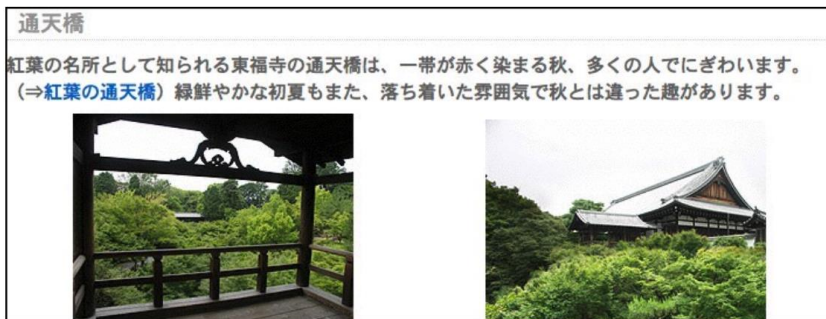 通天橋
紅葉の名所として知られる東福寺の通天橋は、一帯が赤く染まる秋、多くの人でにぎわいます。
（⇒紅葉の通天橋）緑鮮やかな初夏もまた、落ち着いた雰囲気で秋とは違った趣があります。